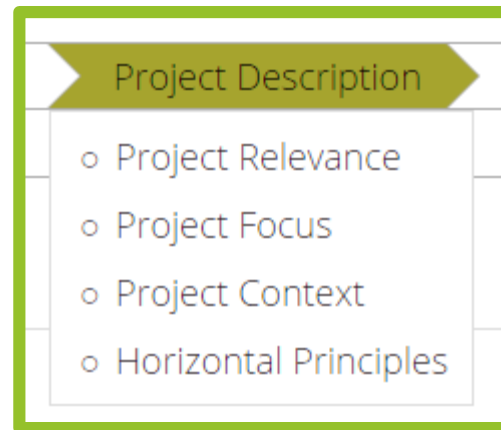 Project Description
Project Relevance
Project Focus
Project Context
Horizontal Principles